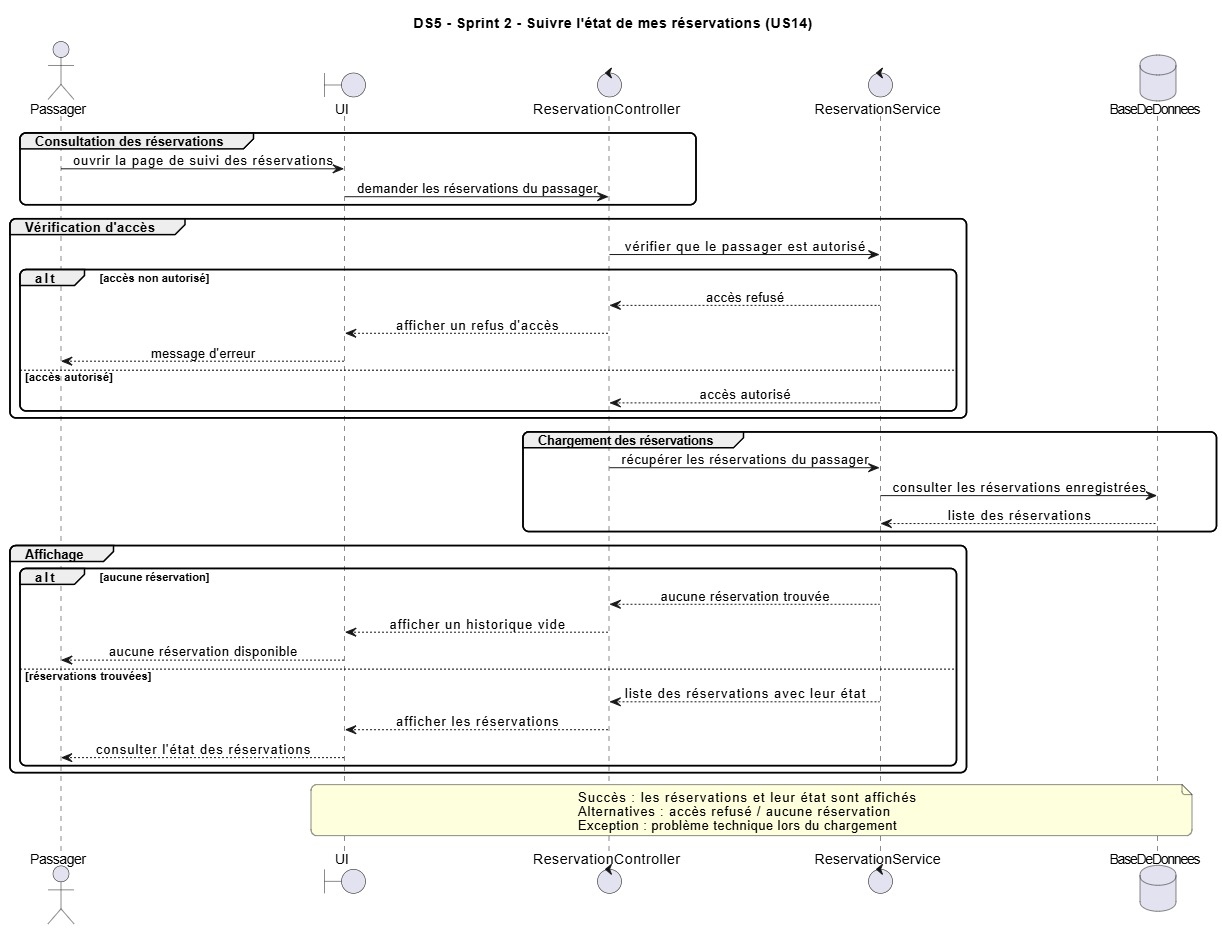 DS5 - Sprint 2 - Suivre l'état de mes réservations (US14)
Passager
UI
ReservationController
ReservationService
BaseDeDonnees
Consultation des réservations
ouvrir la page de suivi des réservations
demander les réservations du passager
Vérification d'accès
vérifier que le passager est autorisé
alt [accès non autorisé]
accès refusé
afficher un refus d'accès
message d'erreur
[accès autorisé]
accès autorisé
Chargement des réservations
récupérer les réservations du passager
consulter les réservations enregistrées
liste des réservations
Affichage
alt [aucune réservation]
aucune réservation trouvée
afficher un historique vide
aucune réservation disponible
[réservations trouvées]
liste des réservations avec leur état
afficher les réservations
consulter l'état des réservations
Succès : les réservations et leur état sont affichés
Alternatives : accès refusé / aucune réservation
Exception : problème technique lors du chargement
Passager
UI
ReservationController
ReservationService
BaseDeDonnees